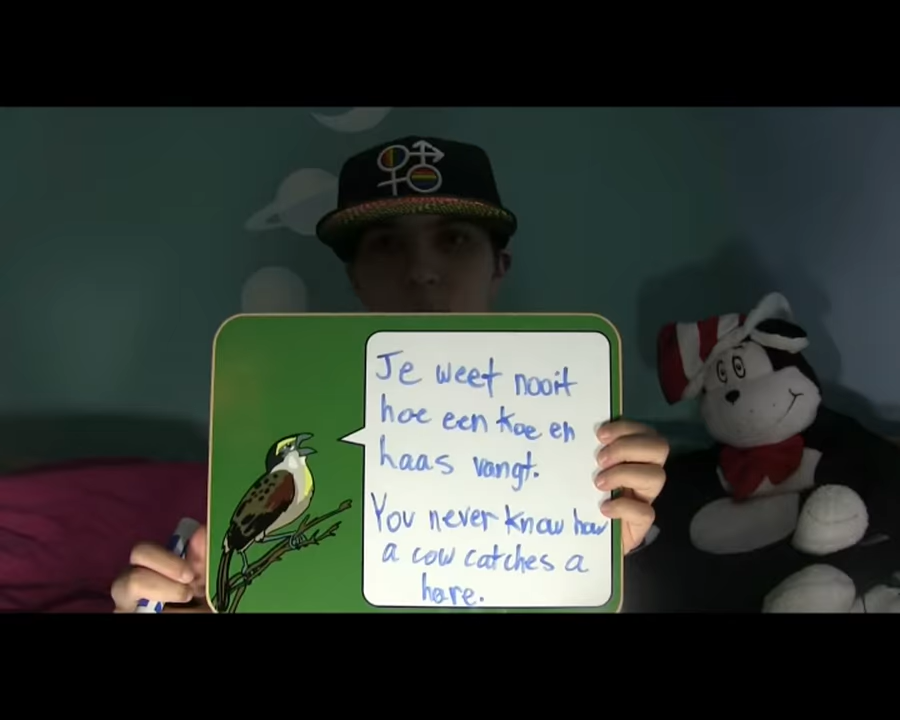 Je weet nooit
hoe een koe en
haas vangt.
You never know how
a cow catches a
hare.